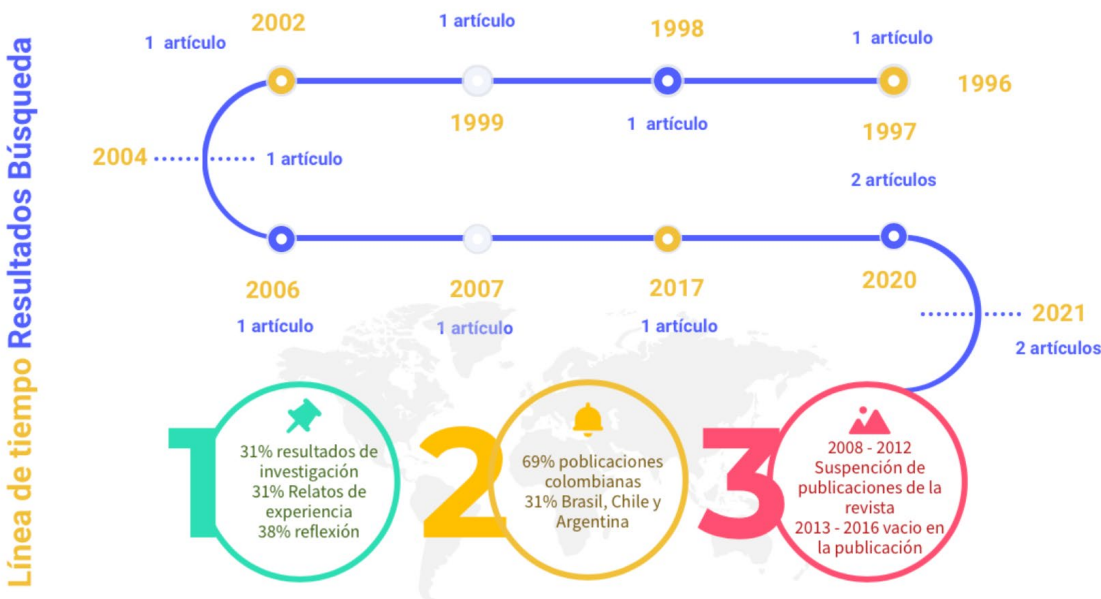 Línea de tiempo Resultados Búsqueda
1 artículo
2002
1 artículo
1999
1998
1 artículo
1 artículo
1997
1996
2004
1 artículo
2006
1 artículo
2007
1 artículo
2017
1 artículo
2 artículos
2020
2021
2 artículos
1
31% resultados de
investigación
31% Relatos de
experiencia
38% reflexión
2
69% poblicaciones
colombianas
31% Brasil, Chile y
Argentina
3
2008 - 2012
Suspención de
publicaciones de la
revista
2013 - 2016 vacio en
la publicación